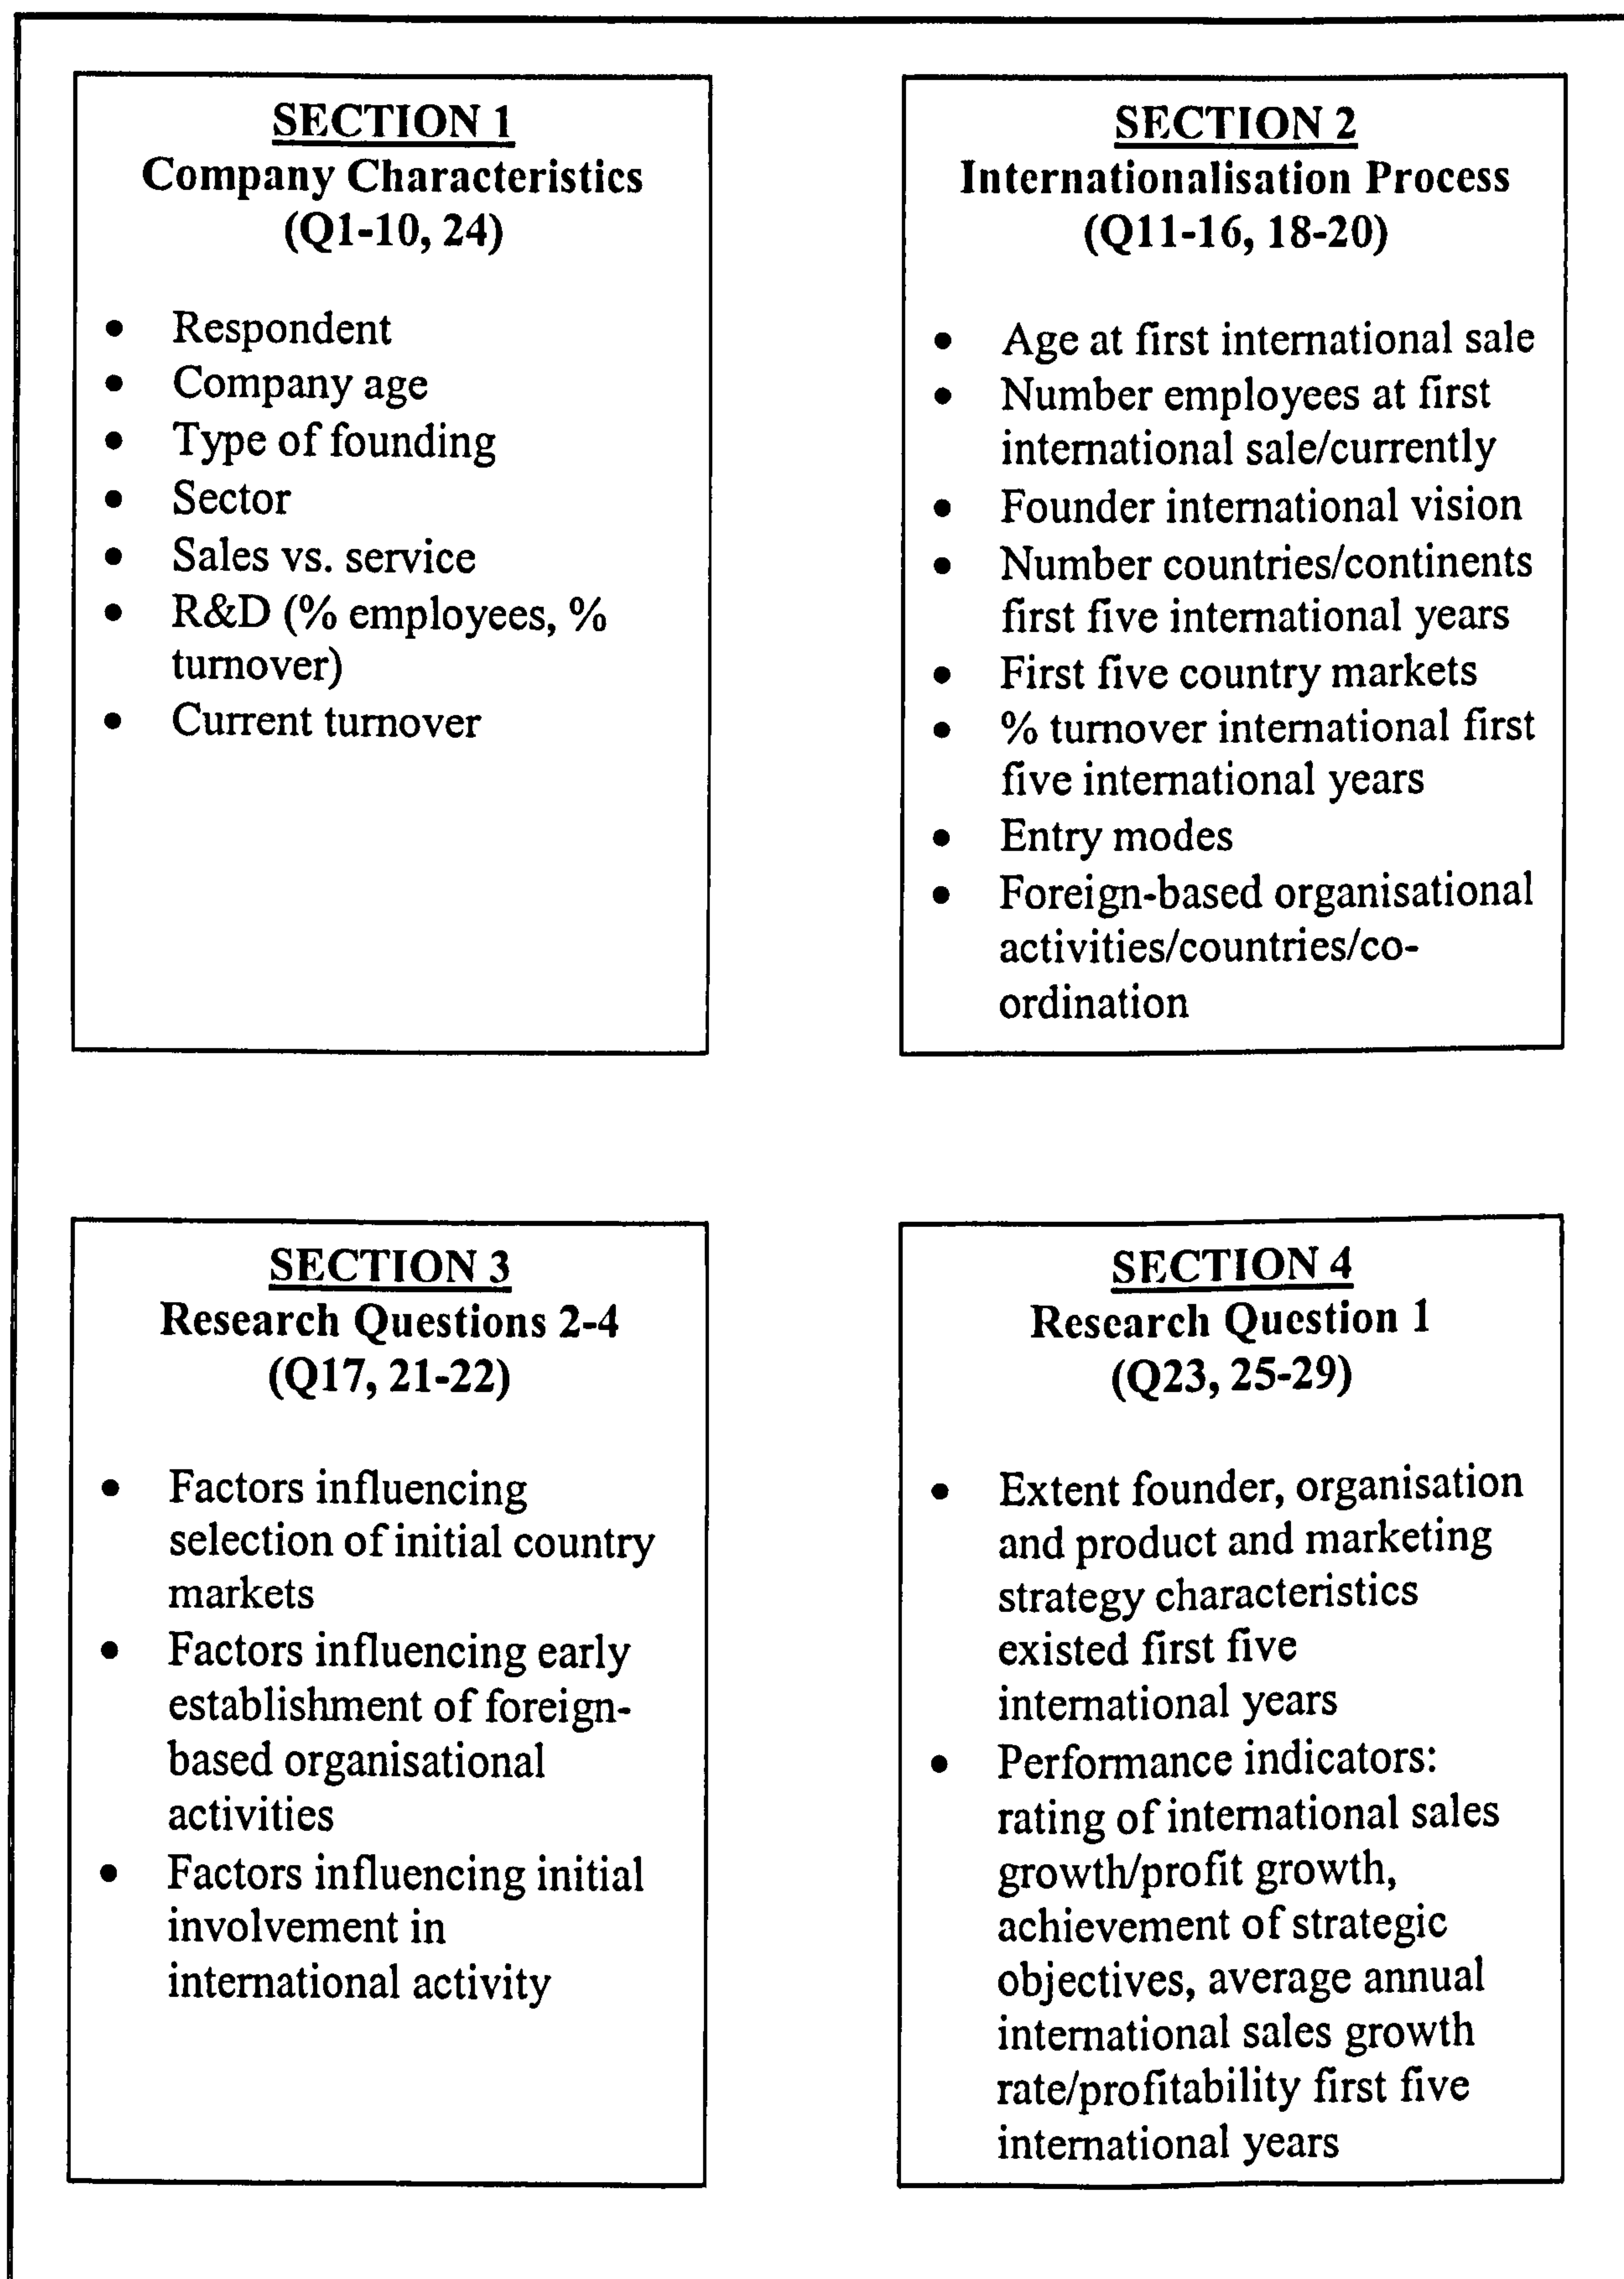 SECTION 1
Company Characteristics
(Q1-10, 24)
• Respondent
• Company age
• Type of founding
• Sector
• Sales vs. service
• R&D (% employees, %
turnover)
• Current turnover
SECTION 2
Internationalisation Process
(Q11-16, 18-20)
• Age at first international sale
• Number employees at first
international sale/currently
• Founder international vision
• Number countries/continents
first five international years
• First five country markets
• % turnover international first
five international years
• Entry modes
• Foreign-based organisational
activities/countries/co-
ordination
SECTION 3
Research Questions 2-4
(Q17, 21-22)
• Factors influencing
selection of initial country
markets
• Factors influencing early
establishment of foreign-
based organisational
activities
• Factors influencing initial
involvement in
international activity
SECTION 4
Research Question 1
(Q23, 25-29)
• Extent founder, organisation
and product and marketing
strategy characteristics
existed first five
international years
• Performance indicators:
rating of international sales
growth/profit growth,
achievement of strategic
objectives, average annual
international sales growth
rate/profitability first five
international years